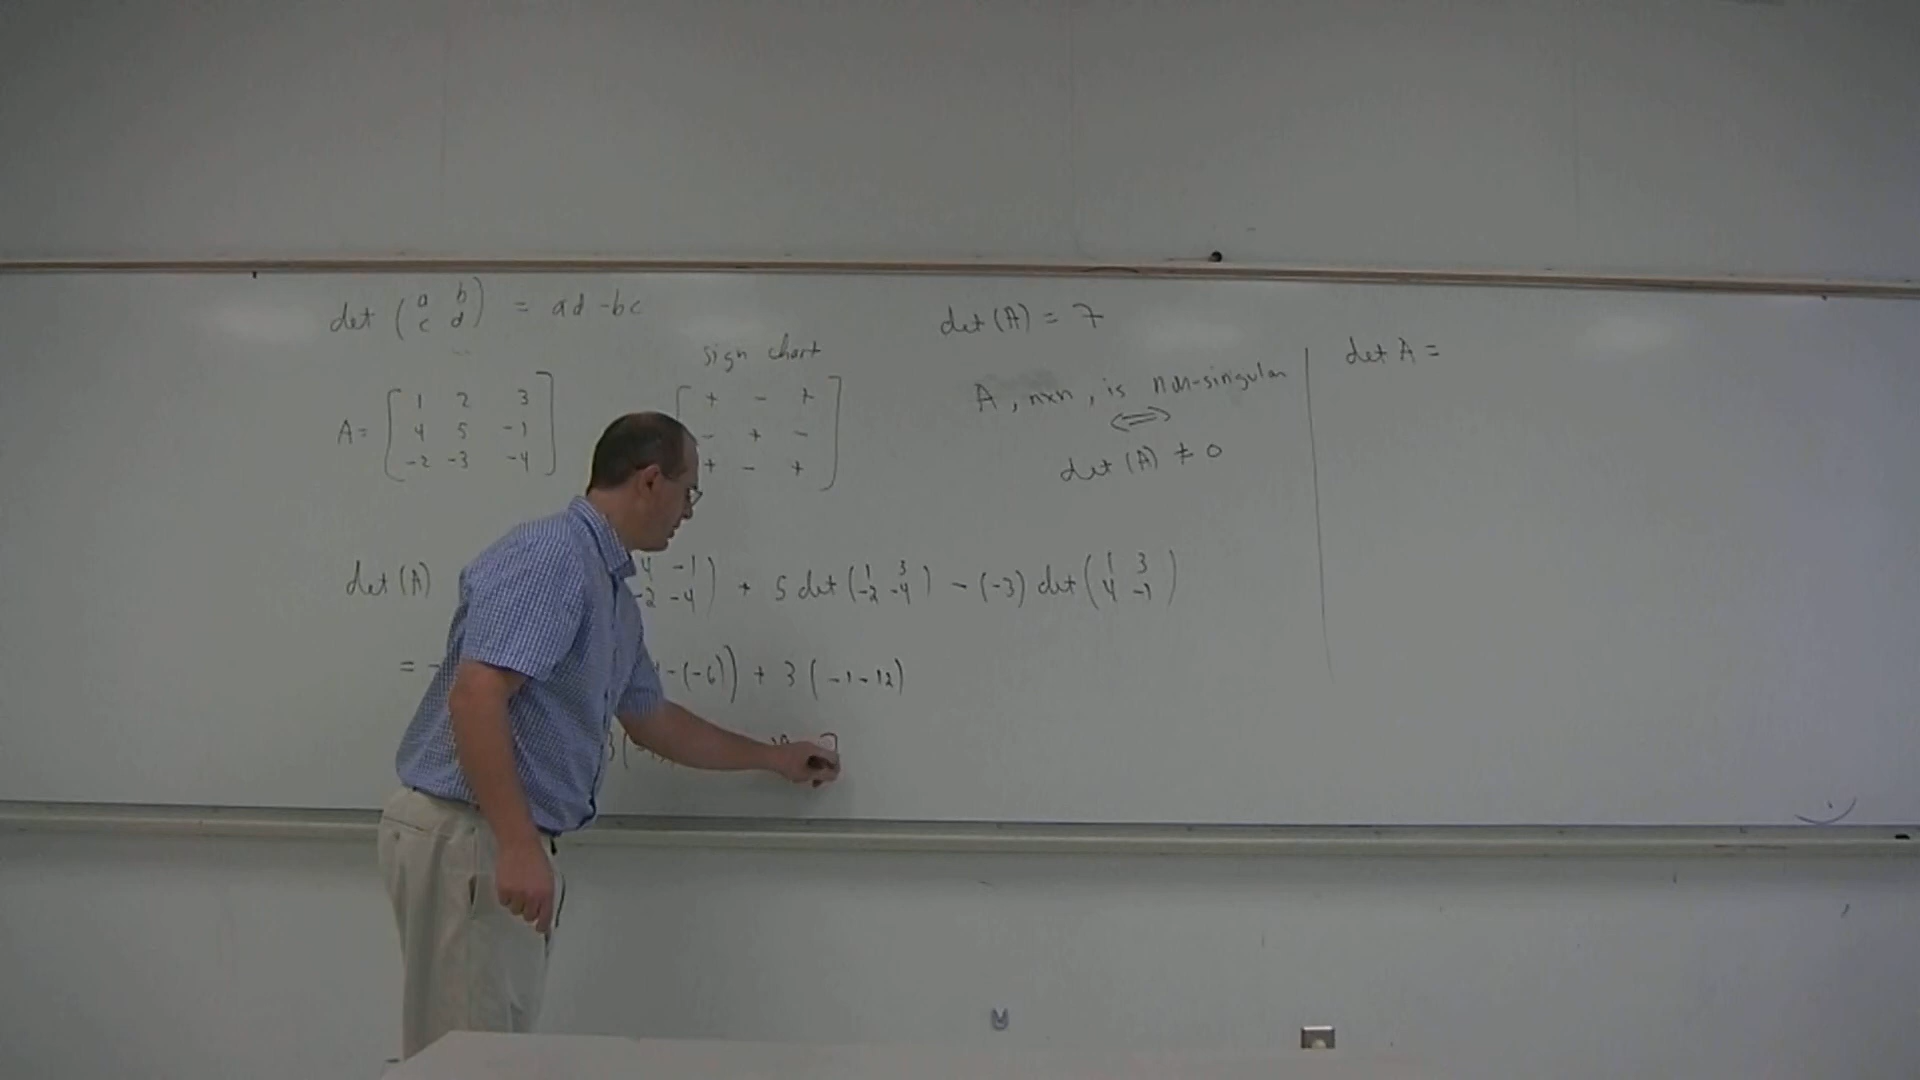 det ( a b
c d ) = ad - bc
sign chart
A = [ 1 2 3
4 5 -1
-2 -3 -4 ]
[ + - +
- + -
+ - + ]
det(A) = 7
A, nxn, is non-singular
⟺
det(A) ≠ 0
det A =
det(A) 4 -1
-2 -4 ) + 5 det ( 1 3
-2 -4 ) - (-3) det ( 1 3
4 -1 )
= - -(-6)) + 3 (-1-12)
3(